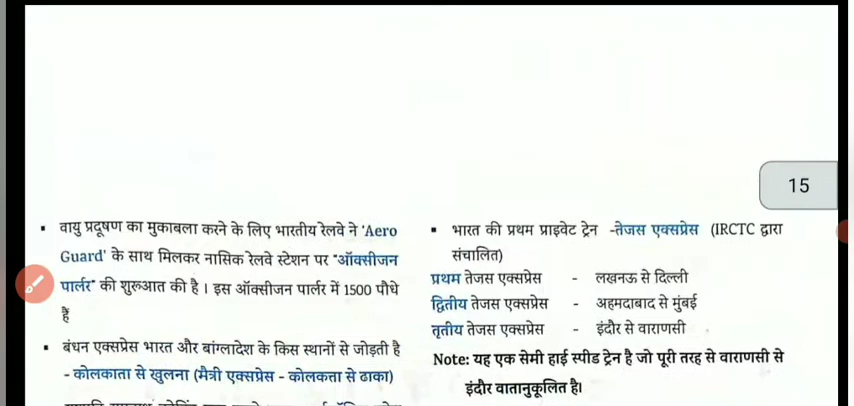 15
▪ वायु प्रदूषण का मुकाबला करने के लिए भारतीय रेलवे ने 'Aero
Guard' के साथ मिलकर नासिक रेलवे स्टेशन पर "ऑक्सीजन
पार्लर" की शुरूआत की है । इस ऑक्सीजन पार्लर में 1500 पौधे
हैं
▪ बंधन एक्सप्रेस भारत और बांग्लादेश के किस स्थानों से जोड़ती है
- कोलकाता से खुलना (मैत्री एक्सप्रेस - कोलकत्ता से ढाका)
▪ भारत की प्रथम प्राइवेट ट्रेन -तेजस एक्सप्रेस (IRCTC द्वारा
संचालित)
प्रथम तेजस एक्सप्रेस - लखनऊ से दिल्ली
द्वितीय तेजस एक्सप्रेस - अहमदाबाद से मुंबई
तृतीय तेजस एक्सप्रेस - इंदौर से वाराणसी
Note: यह एक सेमी हाई स्पीड ट्रेन है जो पूरी तरह से वाराणसी से
इंदौर वातानुकूलित है।